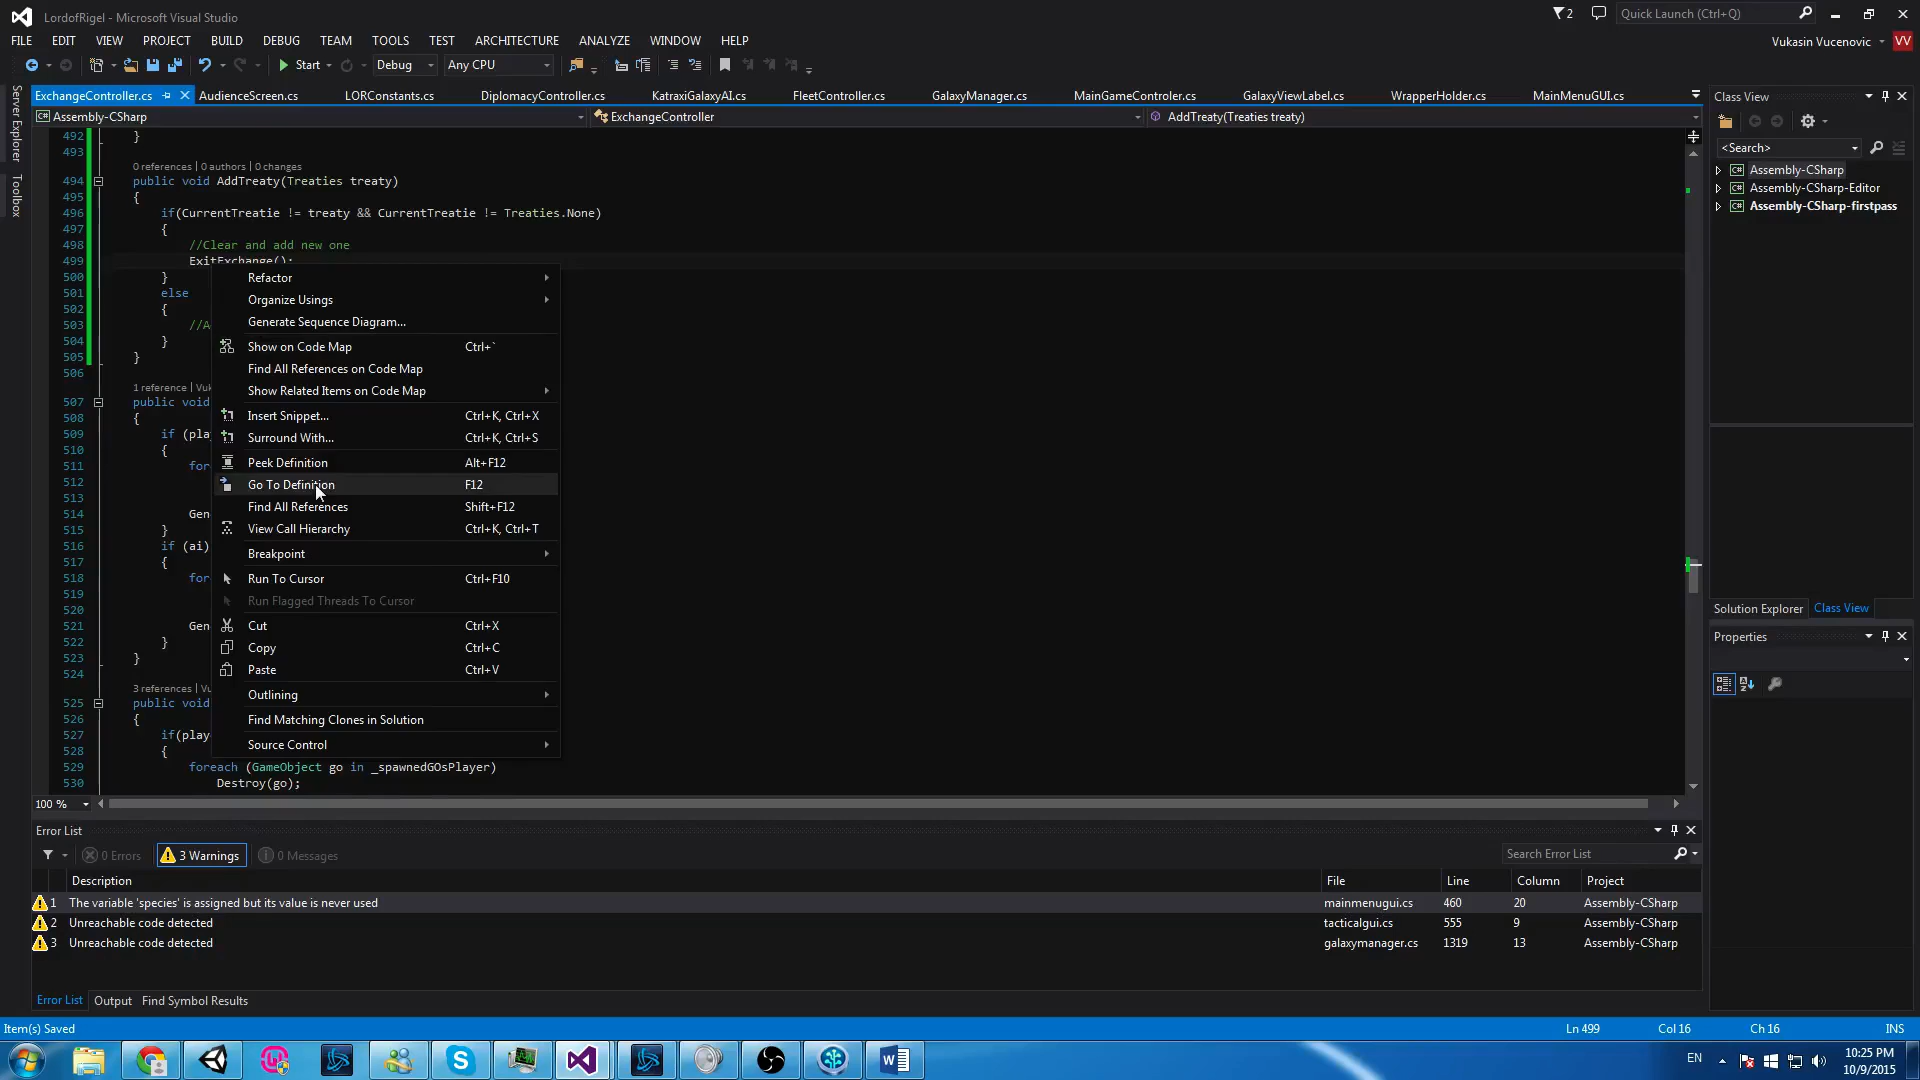 LordofRigel - Microsoft Visual Studio
2
Quick Launch (Ctrl+Q)
FILE EDIT VIEW PROJECT BUILD DEBUG TEAM TOOLS TEST ARCHITECTURE ANALYZE WINDOW HELP
Vukasin Vucenovic VV
Start Debug Any CPU
Server Explorer
Toolbox
ExchangeController.cs AudienceScreen.cs LORConstants.cs DiplomacyController.cs KatraxiGalaxyAI.cs FleetController.cs GalaxyManager.cs MainGameControler.cs GalaxyViewLabel.cs WrapperHolder.cs MainMenuGUI.cs
Assembly-CSharp ExchangeController AddTreaty(Treaties treaty)
492 }
493
0 references | 0 authors | 0 changes
494 public void AddTreaty(Treaties treaty)
495 {
496 if(CurrentTreatie != treaty && CurrentTreatie != Treaties.None)
497 {
498 //Clear and add new one
499 ExitExchange();
500 }
501 else
502 {
503 //A
504 }
505 }
506
1 reference | Vuk
507 public void
508 {
509 if (play
510 {
511 for
512
513
514 Gen
515 }
516 if (ai)
517 {
518 for
519
520
521 Gen
522 }
523 }
524
3 references | Vu
525 public void
526 {
527 if(playe
528 {
529 foreach (GameObject go in _spawnedGOsPlayer)
530 Destroy(go);
Refactor
Organize Usings
Generate Sequence Diagram...
Show on Code Map Ctrl+`
Find All References on Code Map
Show Related Items on Code Map
Insert Snippet... Ctrl+K, Ctrl+X
Surround With... Ctrl+K, Ctrl+S
Peek Definition Alt+F12
Go To Definition F12
Find All References Shift+F12
View Call Hierarchy Ctrl+K, Ctrl+T
Breakpoint
Run To Cursor Ctrl+F10
Run Flagged Threads To Cursor
Cut Ctrl+X
Copy Ctrl+C
Paste Ctrl+V
Outlining
Find Matching Clones in Solution
Source Control
100 %
Class View
<Search>
Assembly-CSharp
Assembly-CSharp-Editor
Assembly-CSharp-firstpass
Solution Explorer Class View
Properties
Error List
0 Errors 3 Warnings 0 Messages
Search Error List
Description File Line Column Project
1 The variable 'species' is assigned but its value is never used mainmenugui.cs 460 20 Assembly-CSharp
2 Unreachable code detected tacticalgui.cs 555 9 Assembly-CSharp
3 Unreachable code detected galaxymanager.cs 1319 13 Assembly-CSharp
Error List Output Find Symbol Results
Item(s) Saved Ln 499 Col 16 Ch 16 INS
EN
10:25 PM
10/9/2015